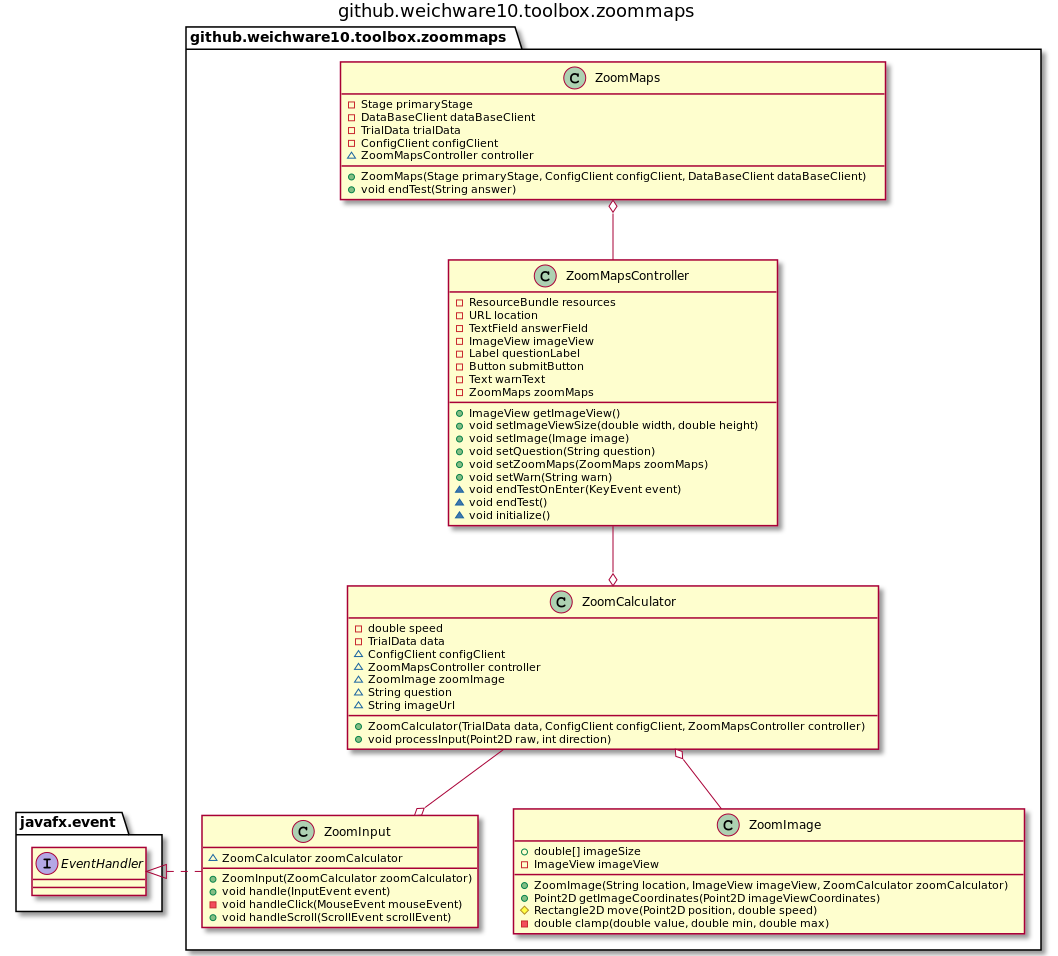 github.weichware10.toolbox.zoommaps
github.weichware10.toolbox.zoommaps
C ZoomMaps
Stage primaryStage
DataBaseClient dataBaseClient
TrialData trialData
ConfigClient configClient
ZoomMapsController controller
ZoomMaps(Stage primaryStage, ConfigClient configClient, DataBaseClient dataBaseClient)
void endTest(String answer)
C ZoomMapsController
ResourceBundle resources
URL location
TextField answerField
ImageView imageView
Label questionLabel
Button submitButton
Text warnText
ZoomMaps zoomMaps
ImageView getImageView()
void setImageViewSize(double width, double height)
void setImage(Image image)
void setQuestion(String question)
void setZoomMaps(ZoomMaps zoomMaps)
void setWarn(String warn)
void endTestOnEnter(KeyEvent event)
void endTest()
void initialize()
C ZoomCalculator
double speed
TrialData data
ConfigClient configClient
ZoomMapsController controller
ZoomImage zoomImage
String question
String imageUrl
ZoomCalculator(TrialData data, ConfigClient configClient, ZoomMapsController controller)
void processInput(Point2D raw, int direction)
javafx.event
I EventHandler
C ZoomInput
ZoomCalculator zoomCalculator
ZoomInput(ZoomCalculator zoomCalculator)
void handle(InputEvent event)
void handleClick(MouseEvent mouseEvent)
void handleScroll(ScrollEvent scrollEvent)
C ZoomImage
double[] imageSize
ImageView imageView
ZoomImage(String location, ImageView imageView, ZoomCalculator zoomCalculator)
Point2D getImageCoordinates(Point2D imageViewCoordinates)
Rectangle2D move(Point2D position, double speed)
double clamp(double value, double min, double max)